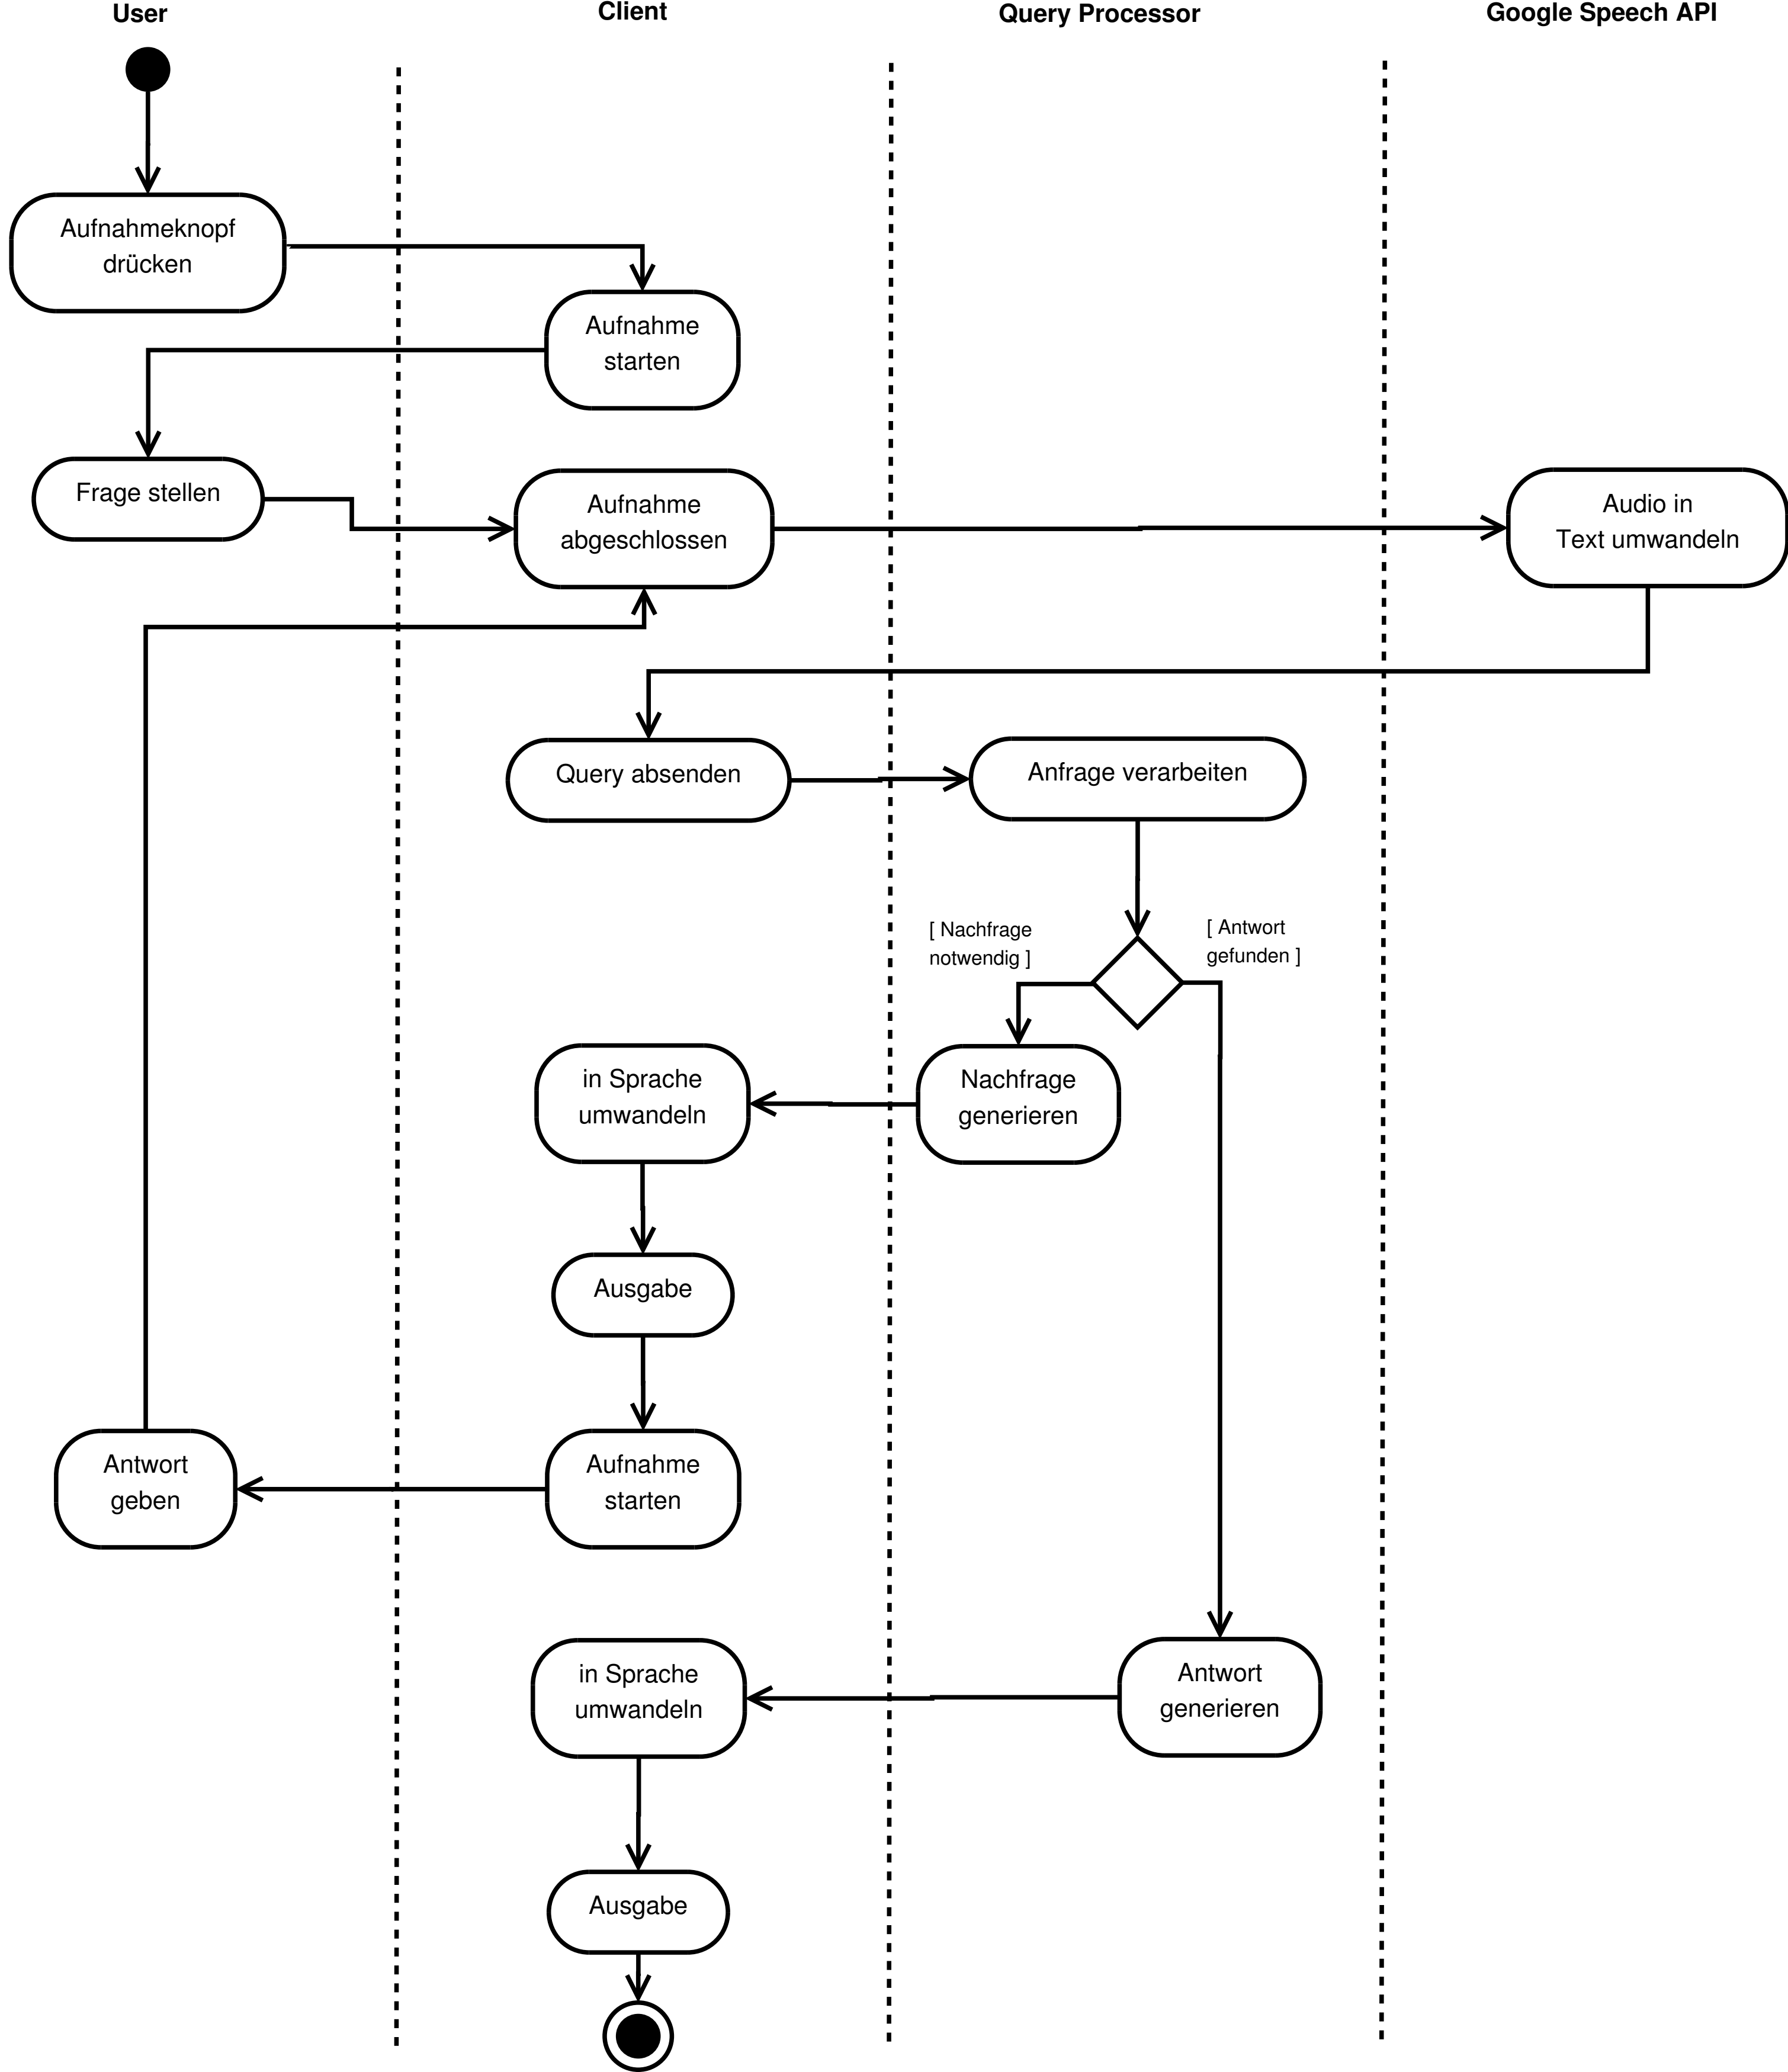 User
Client
Query Processor
Google Speech API
Aufnahmeknopf
drücken
Aufnahme
starten
Frage stellen
Aufnahme
abgeschlossen
Audio in
Text umwandeln
Query absenden
Anfrage verarbeiten
[ Nachfrage
notwendig ]
[ Antwort
gefunden ]
in Sprache
umwandeln
Nachfrage
generieren
Ausgabe
Antwort
geben
Aufnahme
starten
in Sprache
umwandeln
Antwort
generieren
Ausgabe